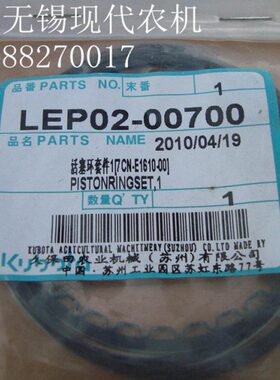 无锡现代农机
88270017
品番 PARTS NO. 末番
1
LEP02-00700
品名 PARTS NAME 2010/04/19
活塞环套件1[7CN-E1610-00]
PISTONRINGSET,1
数量Q'TY 1
KUBOTA AGRICULTURAL MACHINERY(SUZHOU) CO.LTD MADE RY
久保田农业机械(苏州)有限公司
中国.苏州工业园区苏虹东路77号